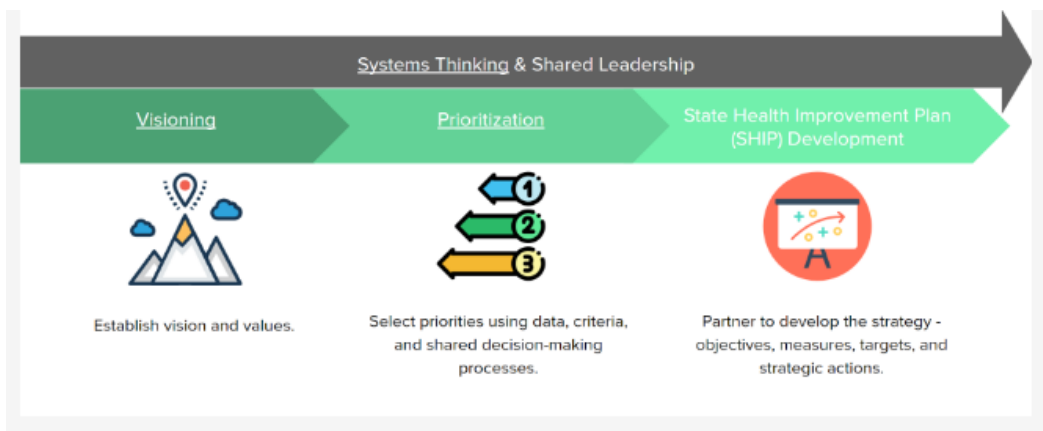 Systems Thinking & Shared Leadership
Visioning
Prioritization
State Health Improvement Plan
(SHIP) Development
1
2
3
Establish vision and values.
Select priorities using data, criteria,
and shared decision-making
processes.
Partner to develop the strategy -
objectives, measures, targets, and
strategic actions.